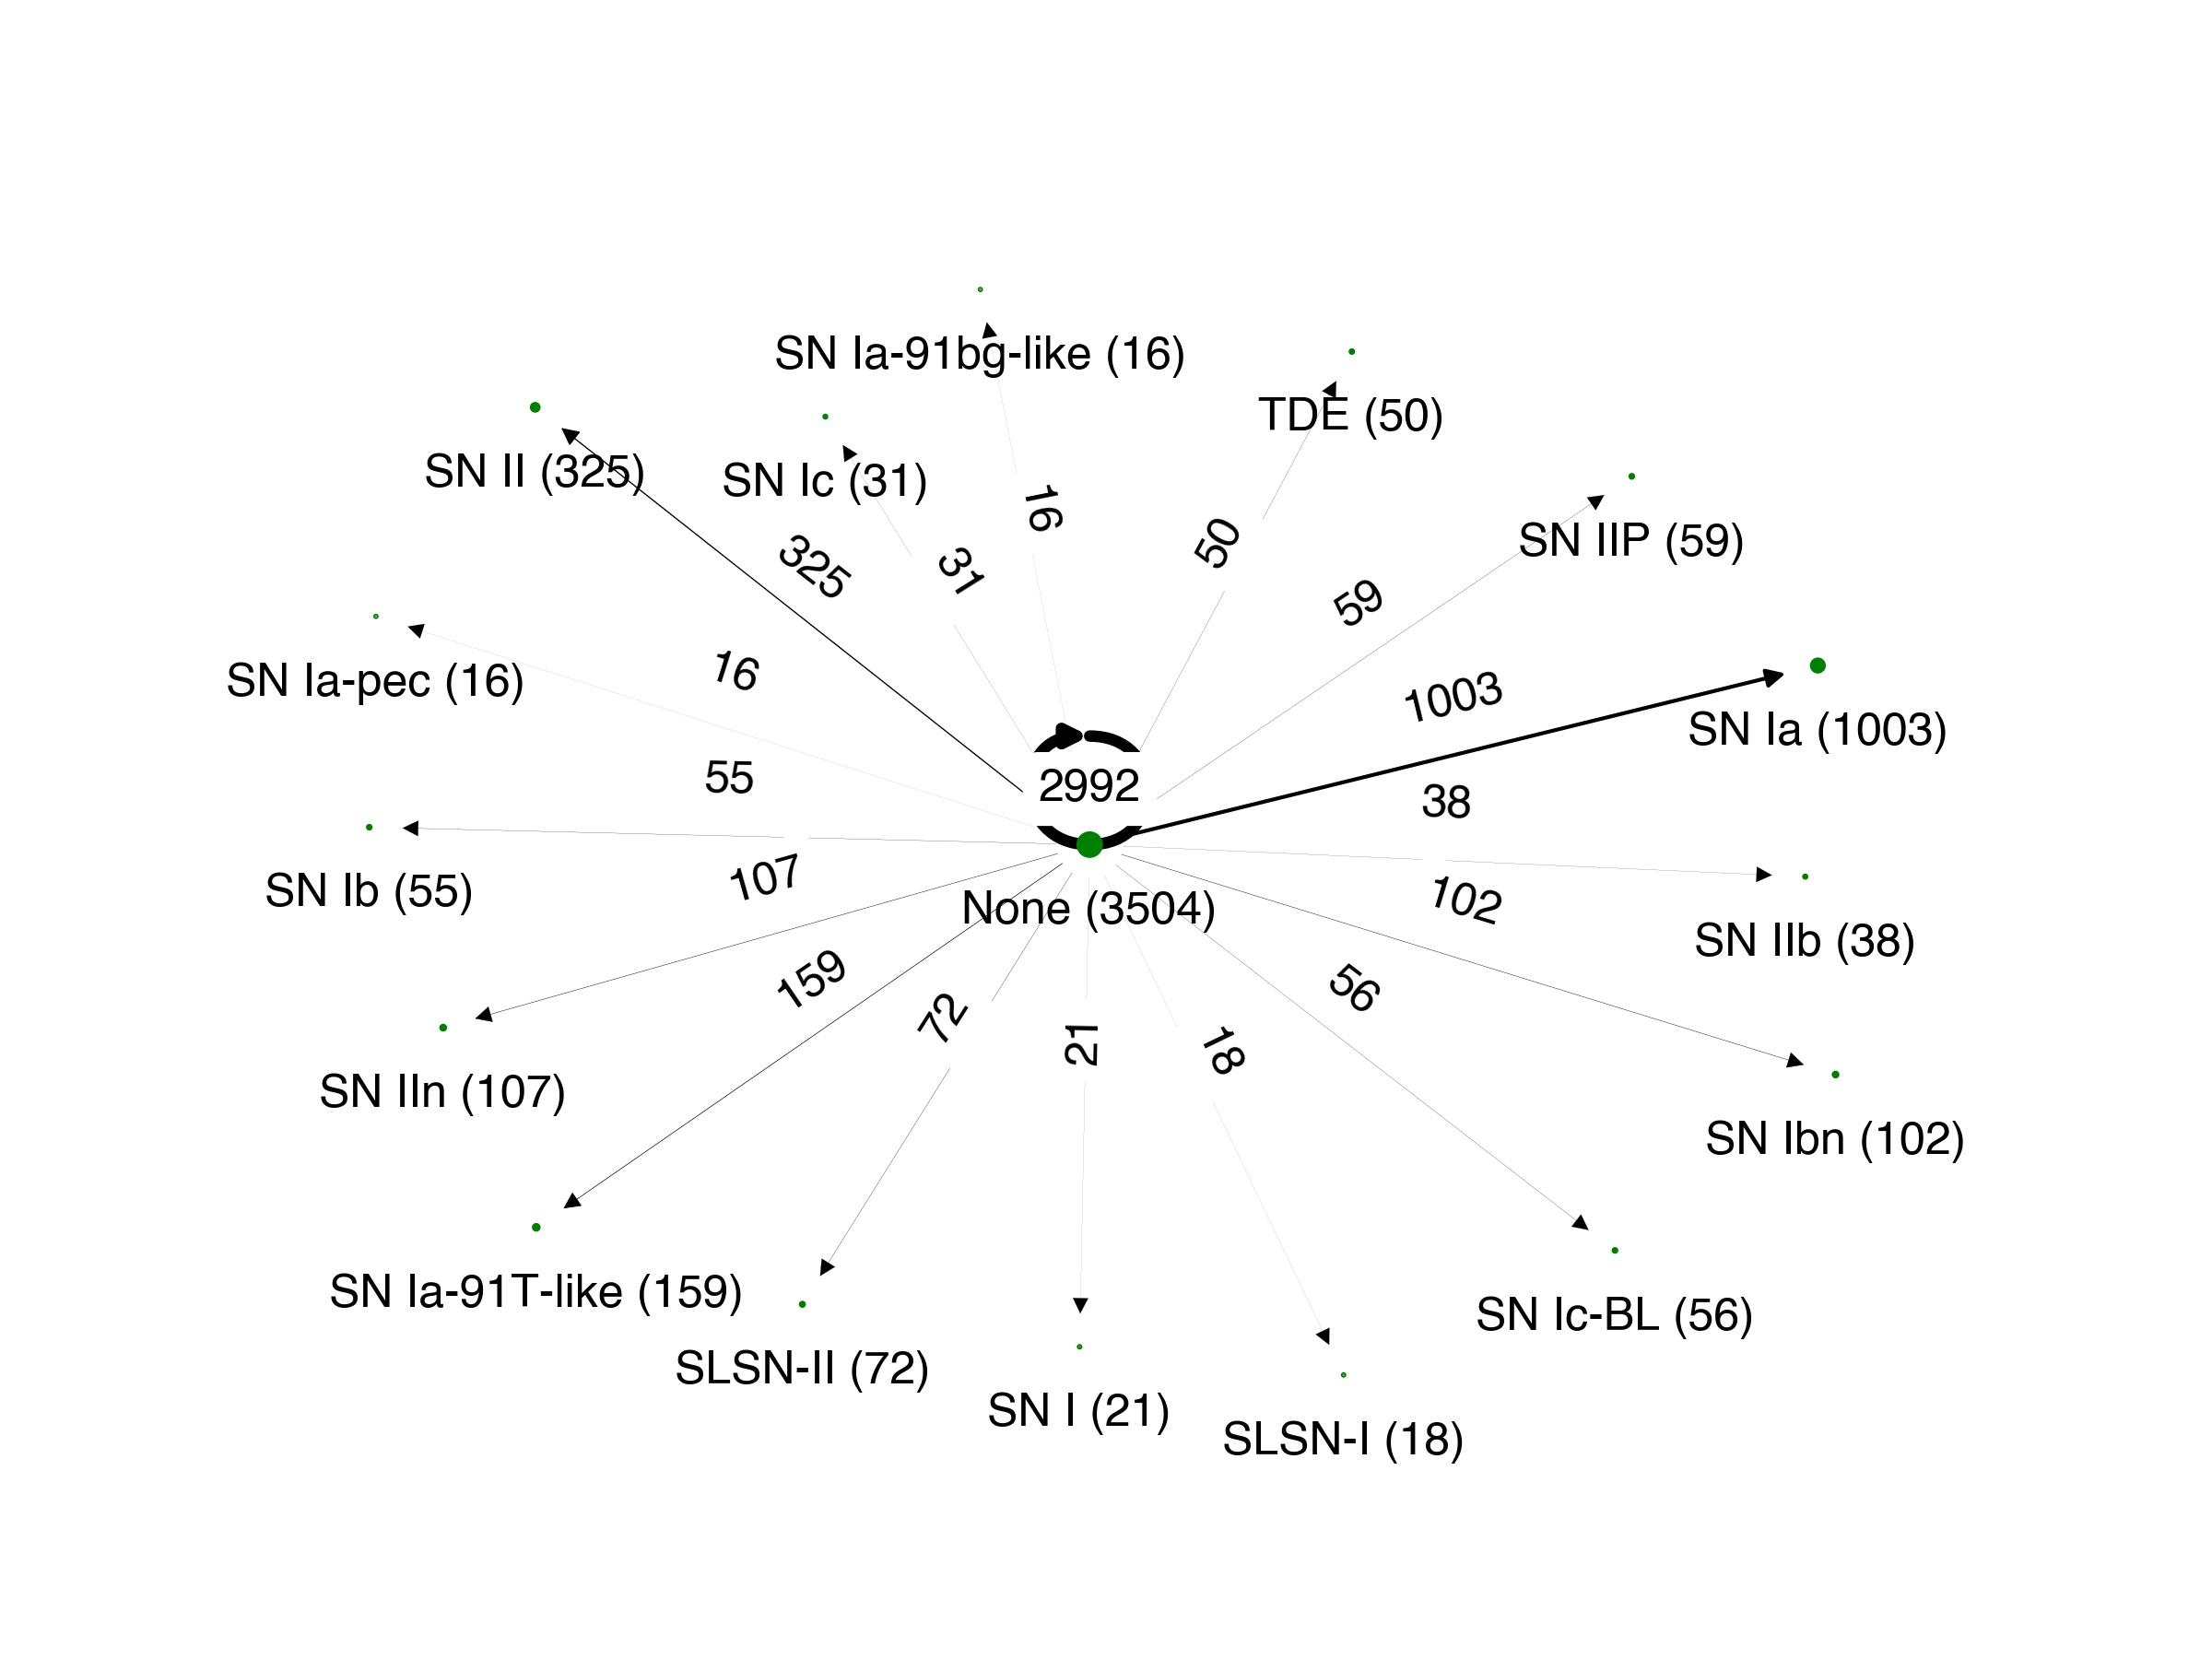 SN Ia-91bg-like (16)
TDE (50)
SN II (325)
SN Ic (31)
16
50
SN IIP (59)
325
31
59
SN Ia-pec (16)
16
1003
SN Ia (1003)
55
2992
38
SN Ib (55)
107
None (3504)
102
SN IIb (38)
159
72
21
18
56
SN IIn (107)
SN Ibn (102)
SN Ia-91T-like (159)
SN Ic-BL (56)
SLSN-II (72)
SN I (21)
SLSN-I (18)